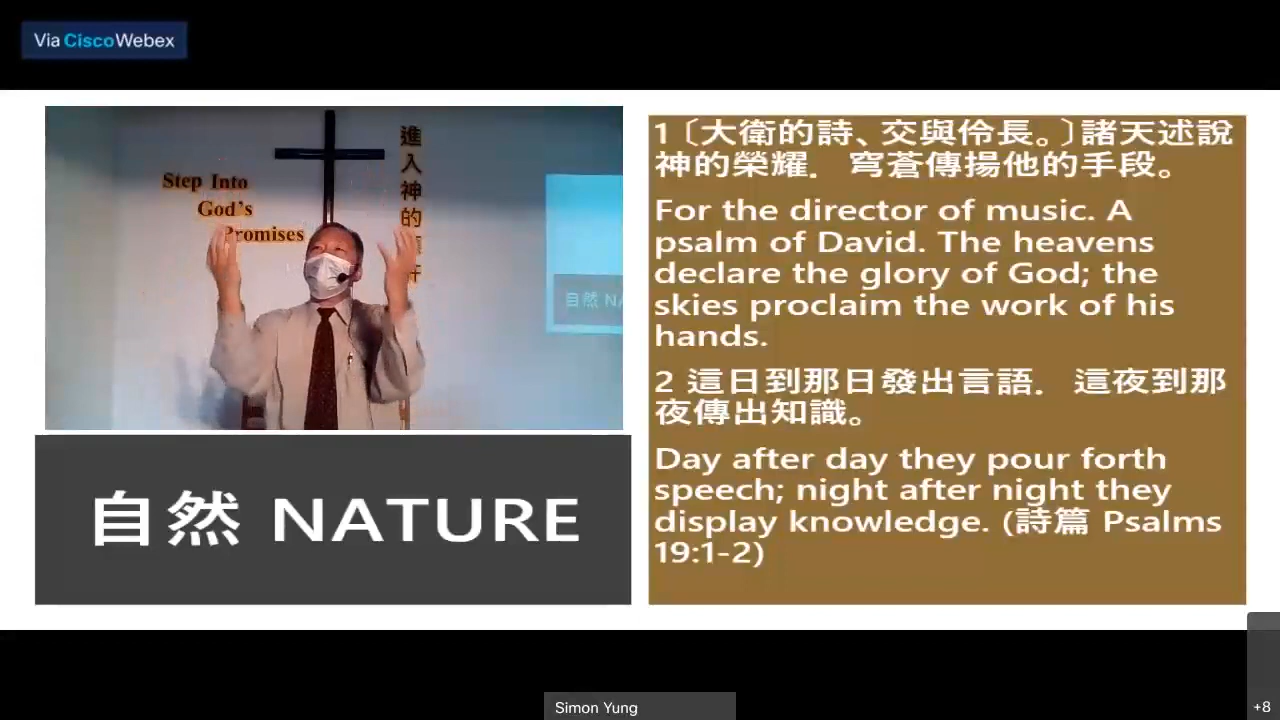 Via Cisco Webex
Step Into
God's
Promises
進入神的
自然
1〔大衛的詩、交與伶長。〕諸天述說
神的榮耀． 穹蒼傳揚他的手段。
For the director of music. A
psalm of David. The heavens
declare the glory of God; the
skies proclaim the work of his
hands.
2 這日到那日發出言語． 這夜到那
夜傳出知識。
Day after day they pour forth
speech; night after night they
display knowledge. (詩篇 Psalms
19:1-2)
自然 NATURE
Simon Yung
+8